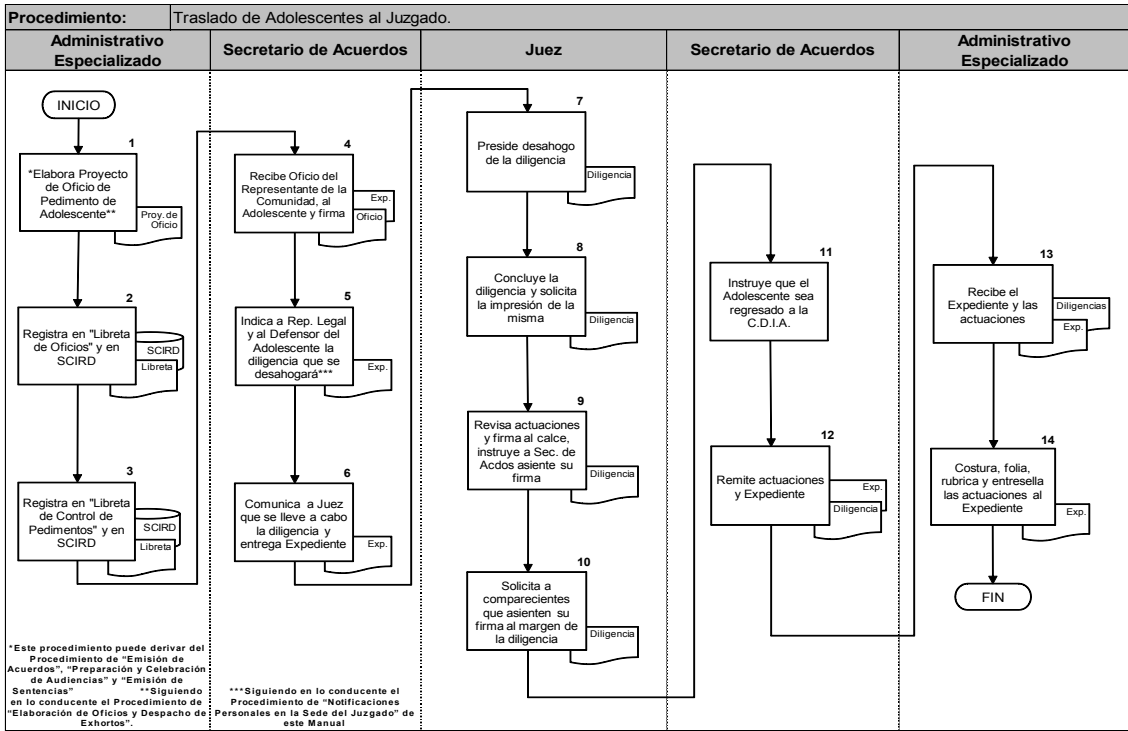 Procedimiento: Traslado de Adolescentes al Juzgado.
Administrativo
Especializado
Secretario de Acuerdos
Juez
Secretario de Acuerdos
Administrativo
Especializado
INICIO
1
*Elabora Proyecto
de Oficio de
Pedimento de
Adolescente**
Proy. de
Oficio
2
Registra en "Libreta
de Oficios" y en
SCIRD
SCIRD
Libreta
3
Registra en "Libreta
de Control de
Pedimentos" y en
SCIRD
SCIRD
Libreta
*Este procedimiento puede derivar del
Procedimiento de “Emisión de
Acuerdos”, “Preparación y Celebración
de Audiencias” y “Emisión de
Sentencias” **Siguiendo
en lo conducente el Procedimiento de
“Elaboración de Oficios y Despacho de
Exhortos”.
4
Recibe Oficio del
Representante de la
Comunidad, al
Adolescente y firma
Exp.
Oficio
5
Indica a Rep. Legal
y al Defensor del
Adolescente la
diligencia que se
desahogará***
Exp.
6
Comunica a Juez
que se lleve a cabo
la diligencia y
entrega Expediente
Exp.
***Siguiendo en lo conducente el
Procedimiento de “Notificaciones
Personales en la Sede del Juzgado” de
este Manual
7
Preside desahogo
de la diligencia
Diligencia
8
Concluye la
diligencia y solicita
la impresión de la
misma
Diligencia
9
Revisa actuaciones
y firma al calce,
instruye a Sec. de
Acdos asiente su
firma
Diligencia
10
Solicita a
comparecientes
que asienten su
firma al margen de
la diligencia
Diligencia
11
Instruye que el
Adolescente sea
regresado a la
C.D.I.A.
12
Remite actuaciones
y Expediente
Exp.
Diligencia
13
Recibe el
Expediente y las
actuaciones
Diligencias
Exp.
14
Costura, folia,
rubrica y entresella
las actuaciones al
Expediente
Exp.
FIN